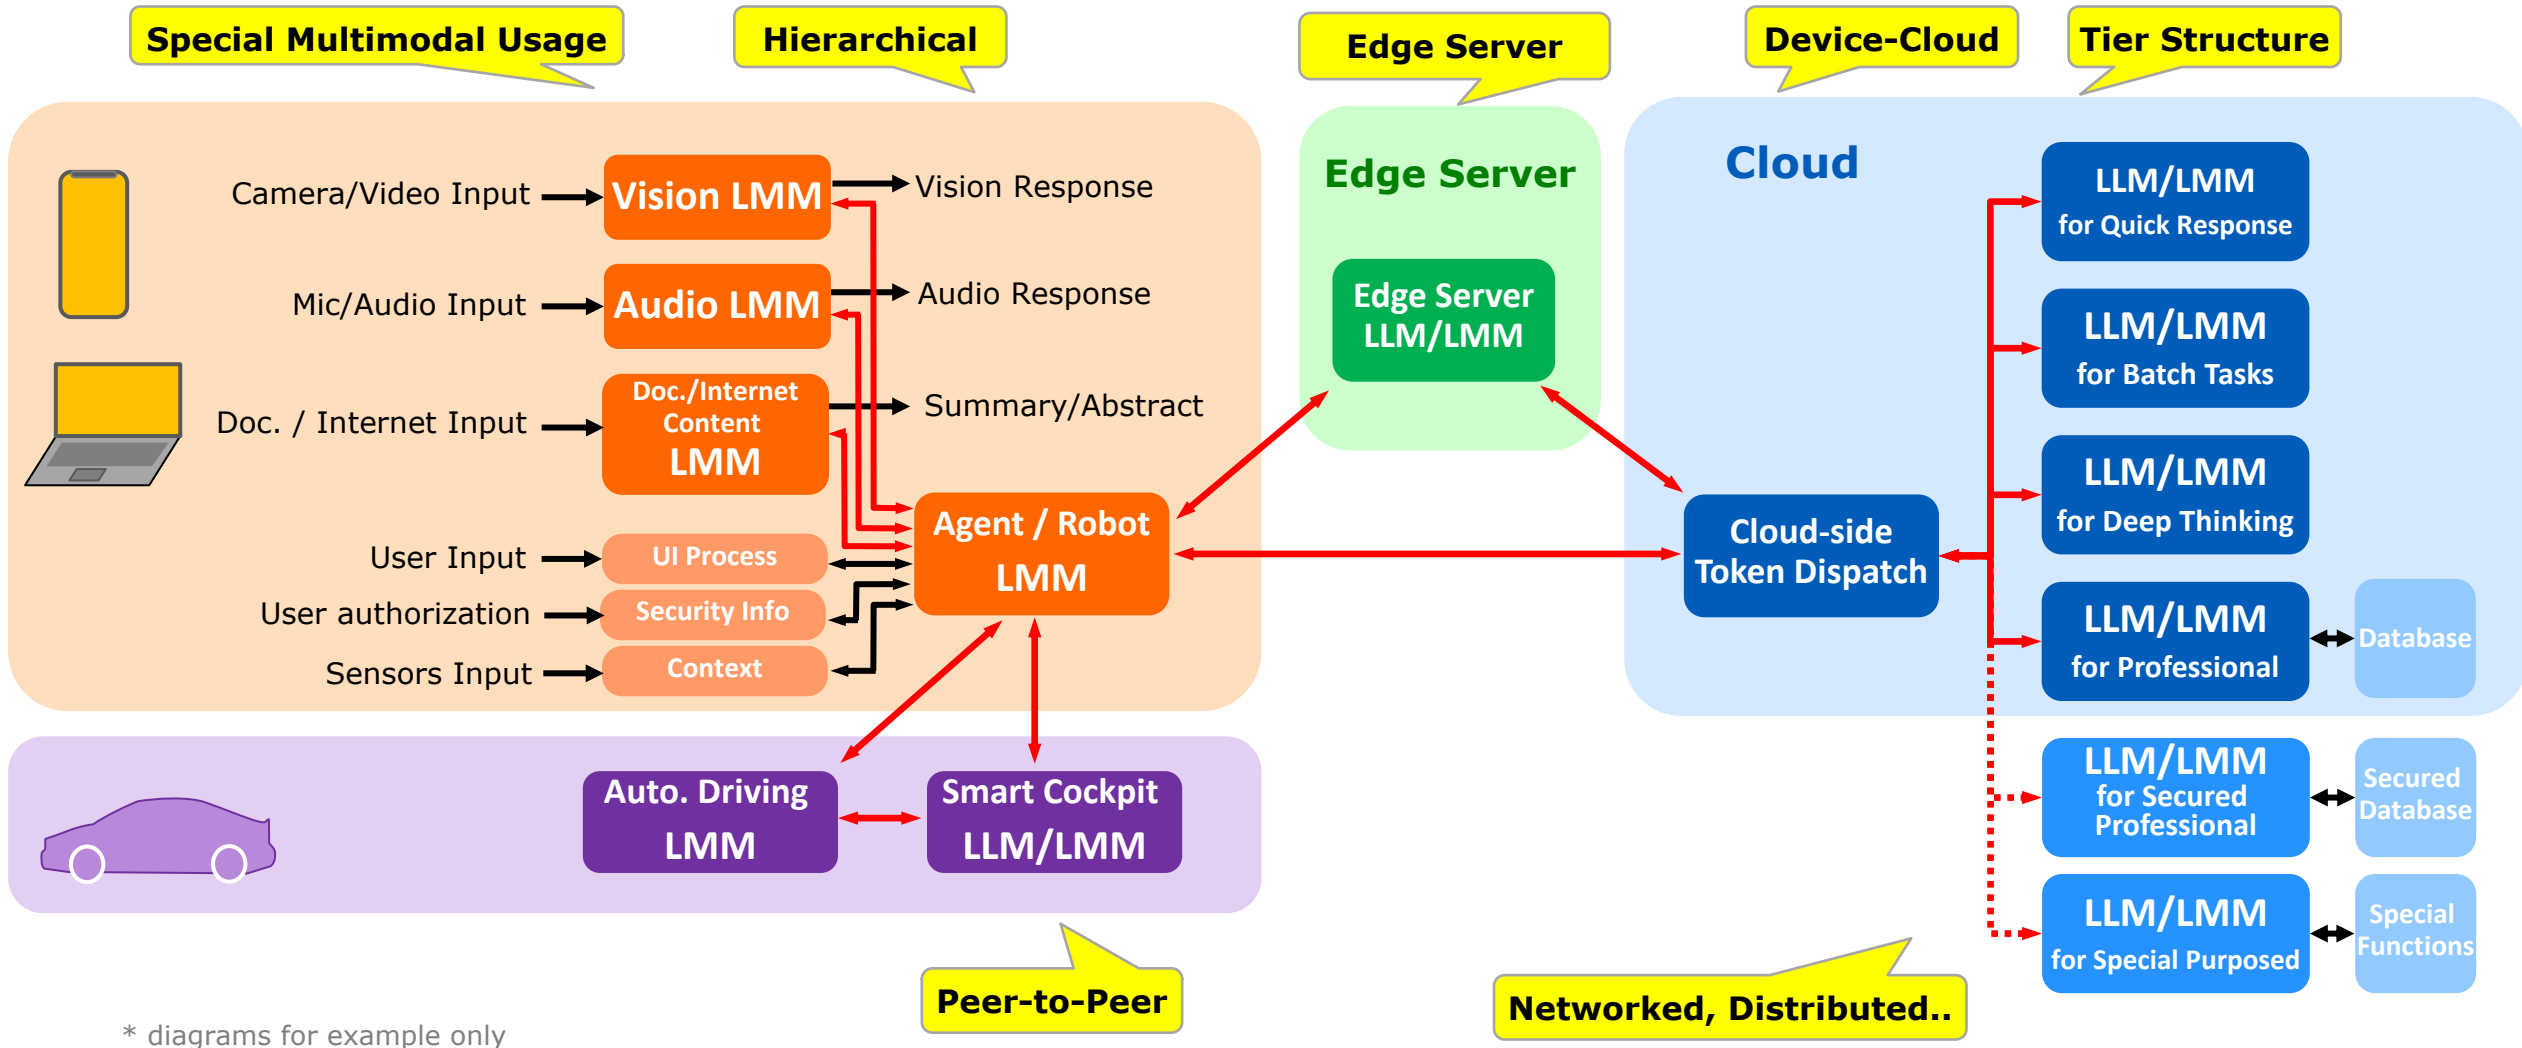 Special Multimodal Usage
Hierarchical
Edge Server
Device-Cloud
Tier Structure
Camera/Video Input
Vision LMM
Vision Response
Mic/Audio Input
Audio LMM
Audio Response
Doc. / Internet Input
Doc./Internet
Content
LMM
Summary/Abstract
User Input
UI Process
User authorization
Security Info
Sensors Input
Context
Agent / Robot
LMM
Auto. Driving
LMM
Smart Cockpit
LLM/LMM
Peer-to-Peer
Edge Server
Edge Server
LLM/LMM
Cloud
Cloud-side
Token Dispatch
LLM/LMM
for Quick Response
LLM/LMM
for Batch Tasks
LLM/LMM
for Deep Thinking
LLM/LMM
for Professional
Database
LLM/LMM
for Secured
Professional
Secured
Database
LLM/LMM
for Special Purposed
Special
Functions
Networked, Distributed..
* diagrams for example only